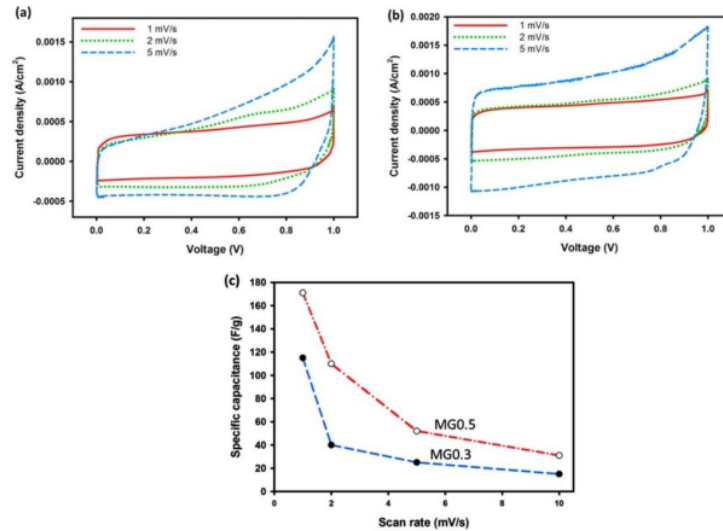 (a)
1 mV/s
2 mV/s
5 mV/s
Current density (A/cm²)
0.0015
0.0010
0.0005
0.0000
-0.0005
0.0 0.2 0.4 0.6 0.8 1.0
Voltage (V)
(b)
1 mV/s
2 mV/s
5 mV/s
Current density (A/cm²)
0.0020
0.0015
0.0010
0.0005
0.0000
-0.0005
-0.0010
-0.0015
0.0 0.2 0.4 0.6 0.8 1.0
Voltage (V)
(c)
Specific capacitance (F/g)
180
160
140
120
100
80
60
40
20
0
MG0.5
MG0.3
2 4 6 8 10
Scan rate (mV/s)